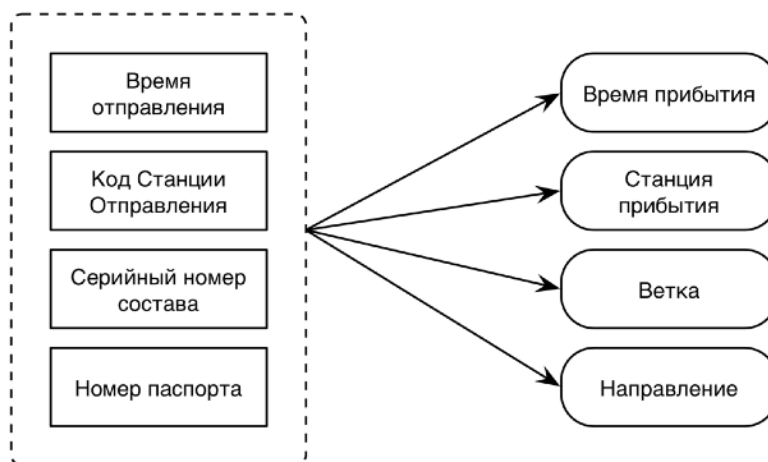 Время
отправления
Код Станции
Отправления
Серийный номер
состава
Номер паспорта
Время прибытия
Станция
прибытия
Ветка
Направление